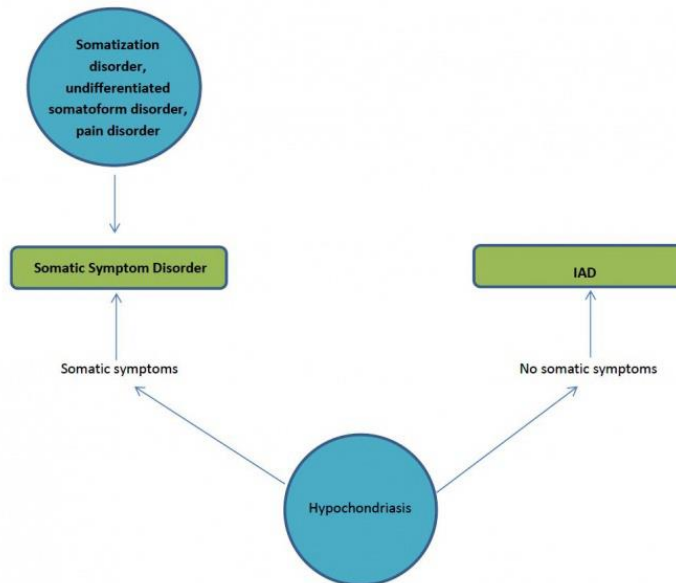 Somatization
disorder,
undifferentiated
somatoform disorder,
pain disorder
Somatic Symptom Disorder
IAD
Somatic symptoms
No somatic symptoms
Hypochondriasis